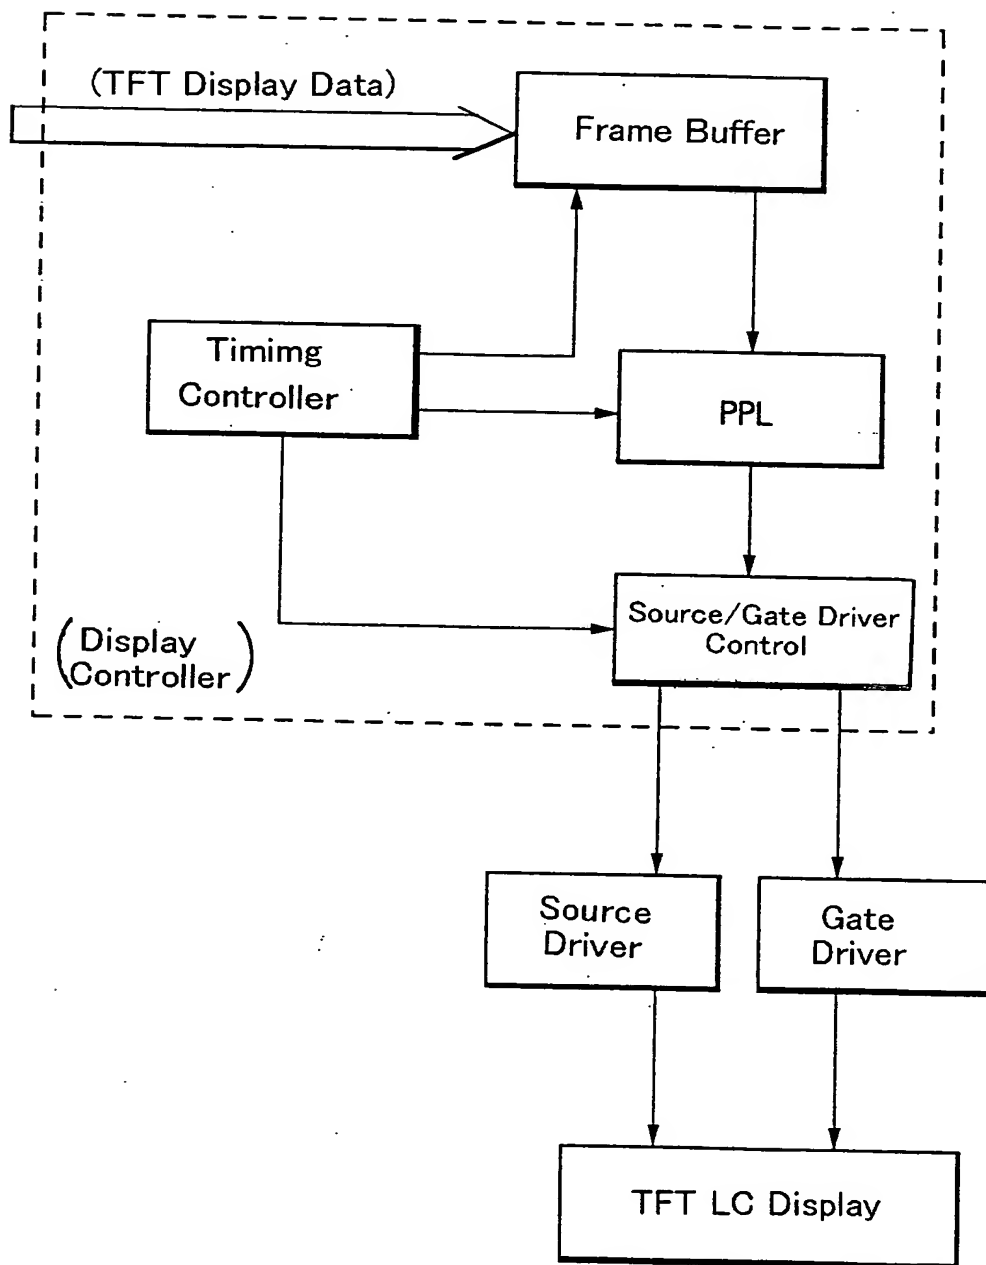 (TFT Display Data)
Frame Buffer
Timimg
Controller
PPL
Source/Gate Driver
Control
(Display
Controller)
Source
Driver
Gate
Driver
TFT LC Display